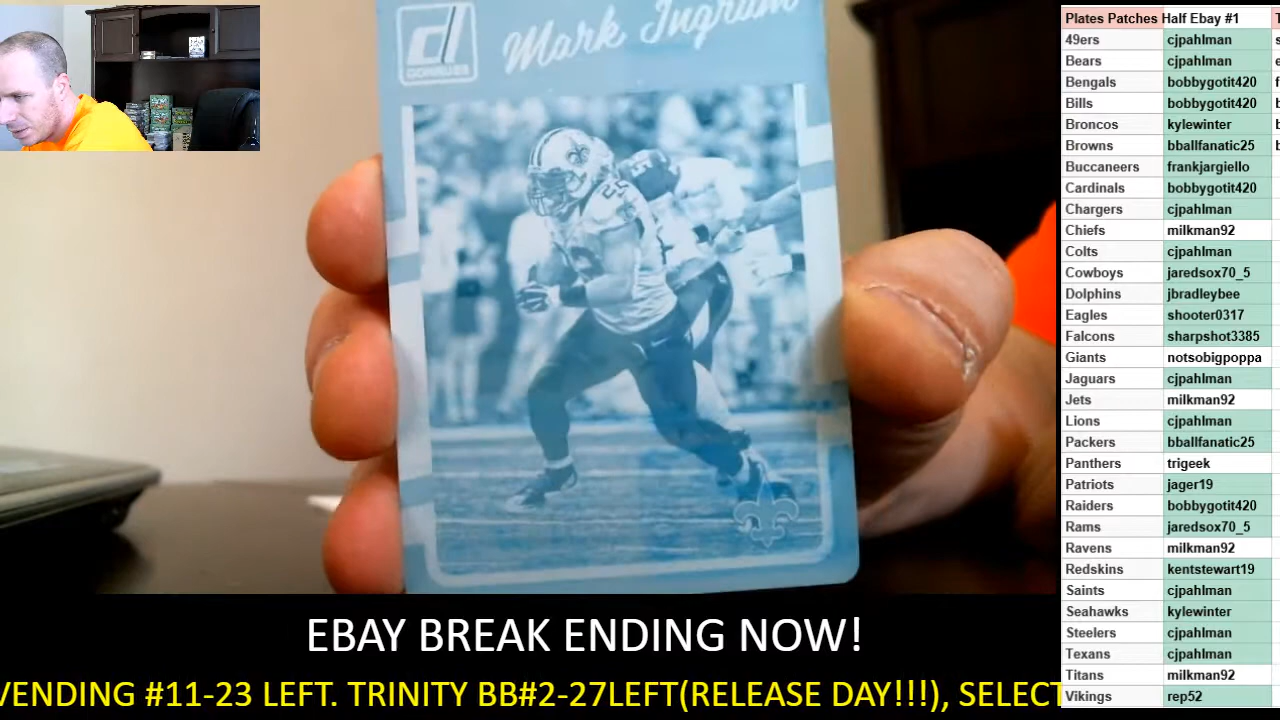 DONRUSS
Mark Ingram
Plates Patches Half Ebay #1
49ers cjpahlman
Bears cjpahlman
Bengals bobbygotit420
Bills bobbygotit420
Broncos kylewinter
Browns bballfanatic25
Buccaneers frankjargiello
Cardinals bobbygotit420
Chargers cjpahlman
Chiefs milkman92
Colts cjpahlman
Cowboys jaredsox70_5
Dolphins jbradleybee
Eagles shooter0317
Falcons sharpshot3385
Giants notsobigpoppa
Jaguars cjpahlman
Jets milkman92
Lions cjpahlman
Packers bballfanatic25
Panthers trigeek
Patriots jager19
Raiders bobbygotit420
Rams jaredsox70_5
Ravens milkman92
Redskins kentstewart19
Saints cjpahlman
Seahawks kylewinter
Steelers cjpahlman
Texans cjpahlman
Titans milkman92
Vikings rep52
EBAY BREAK ENDING NOW!
VENDING #11-23 LEFT. TRINITY BB#2-27LEFT(RELEASE DAY!!!), SELECT